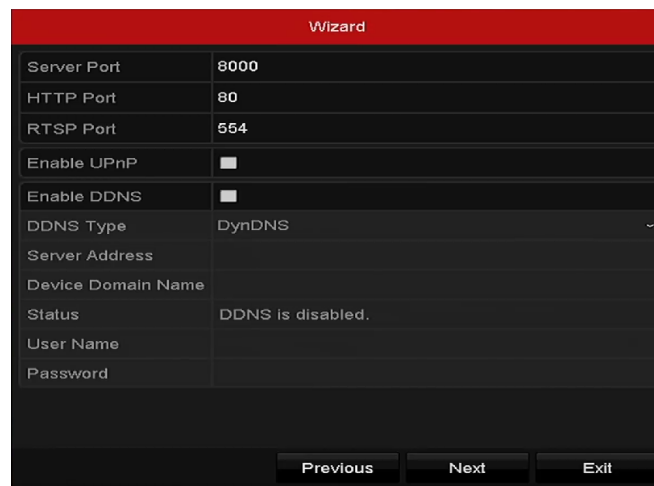 Wizard
Server Port 8000
HTTP Port 80
RTSP Port 554
Enable UPnP
Enable DDNS
DDNS Type DynDNS
Server Address
Device Domain Name
Status DDNS is disabled.
User Name
Password
Previous Next Exit